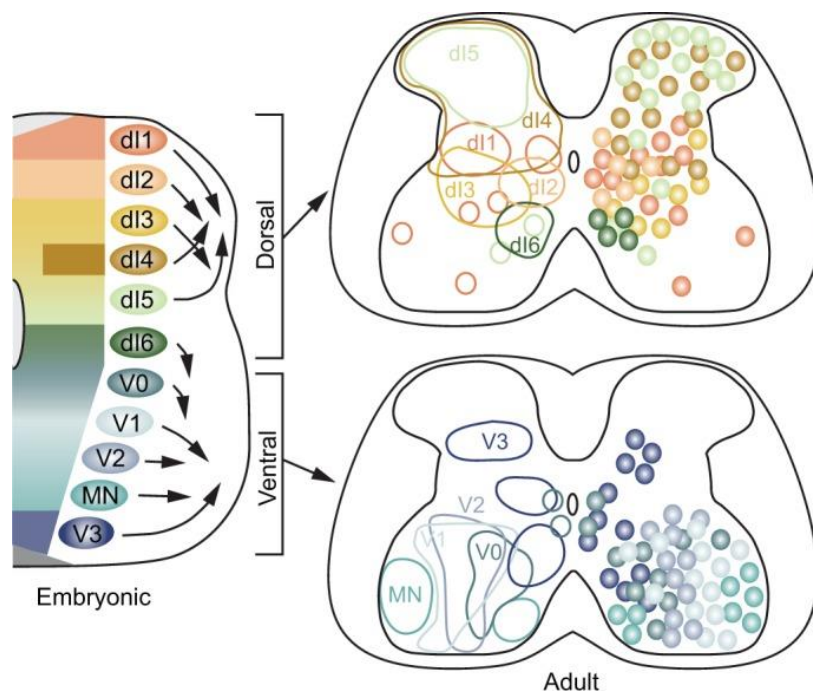 dI1
dI2
dI3
dI4
dI5
dI6
V0
V1
V2
MN
V3
Embryonic
Dorsal
Ventral
dI5
dI4
dI1
dI3
dI2
dI6
V3
V2
V1
V0
MN
Adult